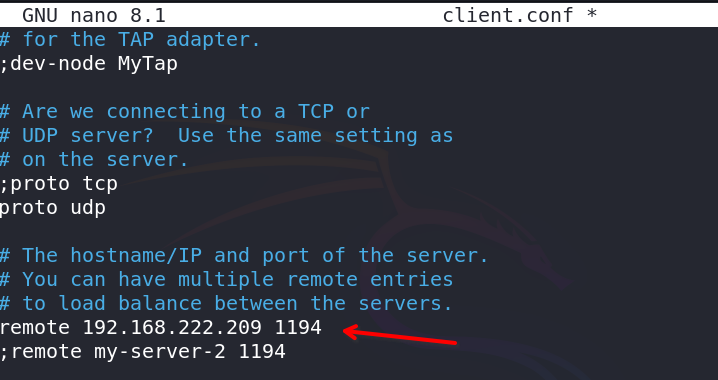 GNU nano 8.1 client.conf *
# for the TAP adapter.
;dev-node MyTap
# Are we connecting to a TCP or
# UDP server?  Use the same setting as
# on the server.
;proto tcp
proto udp
# The hostname/IP and port of the server.
# You can have multiple remote entries
# to load balance between the servers.
remote 192.168.222.209 1194
;remote my-server-2 1194